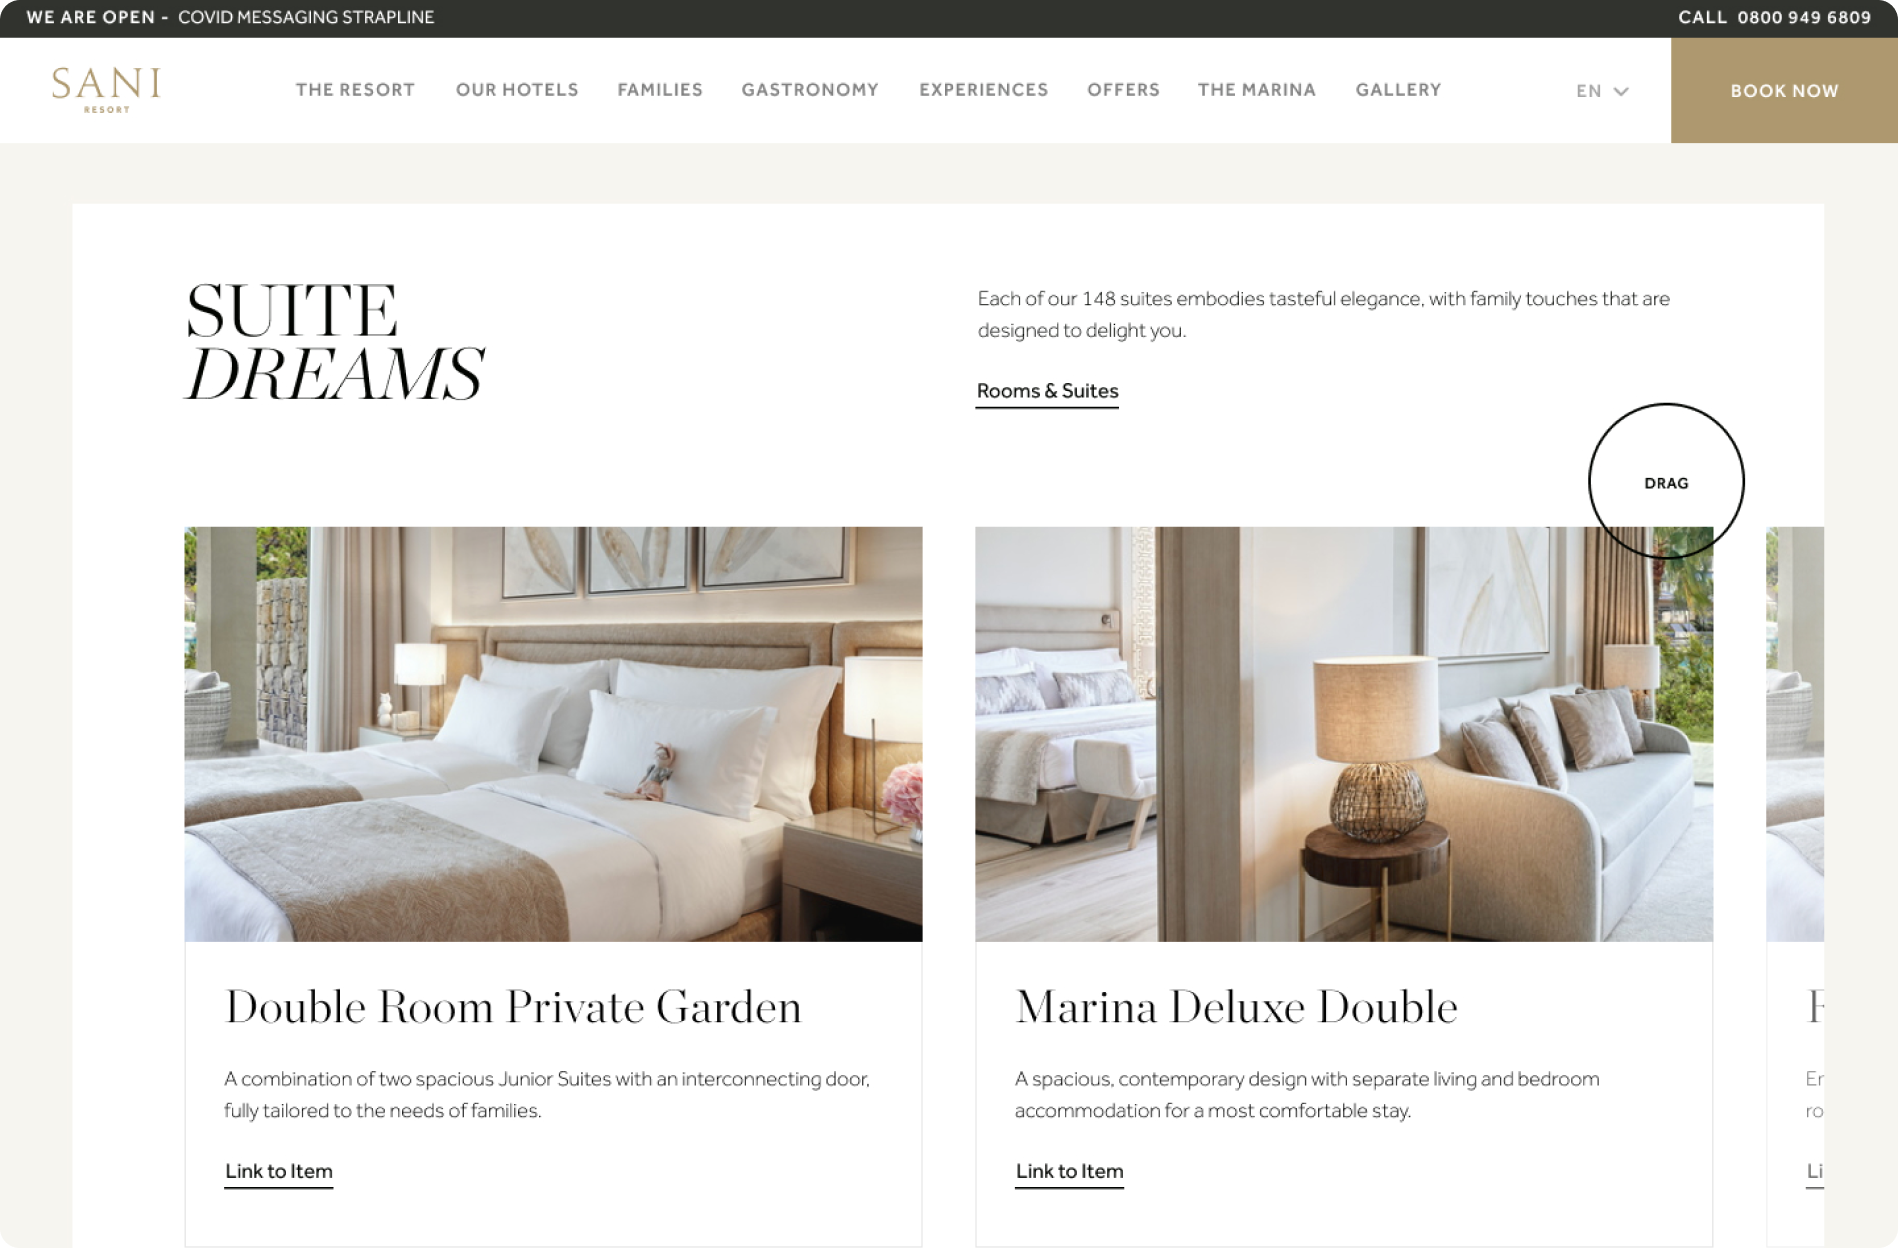 WE ARE OPEN - COVID MESSAGING STRAPLINE
CALL 0800 949 6809
SANI
RESORT
THE RESORT
OUR HOTELS
FAMILIES
GASTRONOMY
EXPERIENCES
OFFERS
THE MARINA
GALLERY
EN
BOOK NOW
SUITE
DREAMS
Each of our 148 suites embodies tasteful elegance, with family touches that are
designed to delight you.
Rooms & Suites
DRAG
Double Room Private Garden
A combination of two spacious Junior Suites with an interconnecting door,
fully tailored to the needs of families.
Link to Item
Marina Deluxe Double
A spacious, contemporary design with separate living and bedroom
accommodation for a most comfortable stay.
Link to Item